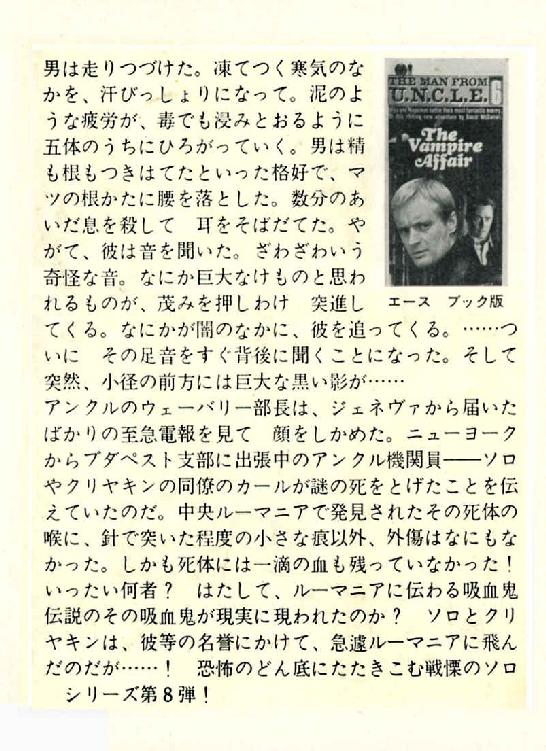 男は走りつづけた。凍てつく寒気のな
かを、汗びっしょりになって。泥のよ
うな疲労が、毒でも浸みとおるように
五体のうちにひろがっていく。男は精
も根もつきはてたといった格好で、マ
ツの根かたに腰を落とした。数分のあ
いだ息を殺して　耳をそばだてた。や
がて、彼は音を聞いた。ざわざわいう
奇怪な音。なにか巨大なけものと思わ
れるものが、茂みを押しわけ　突進し
てくる。なにかが闇のなかに、彼を追ってくる。……つ
いに　その足音をすぐ背後に聞くことになった。そして
突然、小径の前方には巨大な黒い影が……
アンクルのウェーバリー部長は、ジェネヴァから届いた
ばかりの至急電報を見て　顔をしかめた。ニューヨーク
からブダペスト支部に出張中のアンクル機関員――ソロ
やクリヤキンの同僚のカールが謎の死をとげたことを伝
えていたのだ。中央ルーマニアで発見されたその死体の
喉に、針で突いた程度の小さな痕以外、外傷はなにもな
かった。しかも死体には一滴の血も残っていなかった！
いったい何者？　はたして、ルーマニアに伝わる吸血鬼
伝説のその吸血鬼が現実に現われたのか？　ソロとクリ
ヤキンは、彼等の名誉にかけて、急遽ルーマニアに飛ん
だのだが……！　恐怖のどん底にたたきこむ戦慄のソロ
シリーズ第８弾！
THE MAN FROM
U.N.C.L.E. 6
The
Vampire
Affair
エース　ブック版